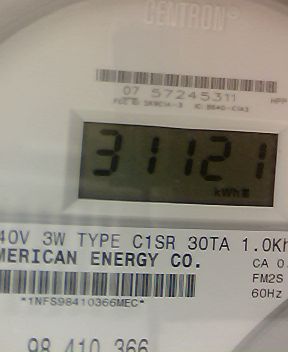 CENTRON®
07 57245311
31121
kWh
40V 3W TYPE C1SR 30TA 1.0Kh
MERICAN ENERGY CO.
CA 0.
FM2S
*1NFS98410366MEC*
60Hz
98 410 366